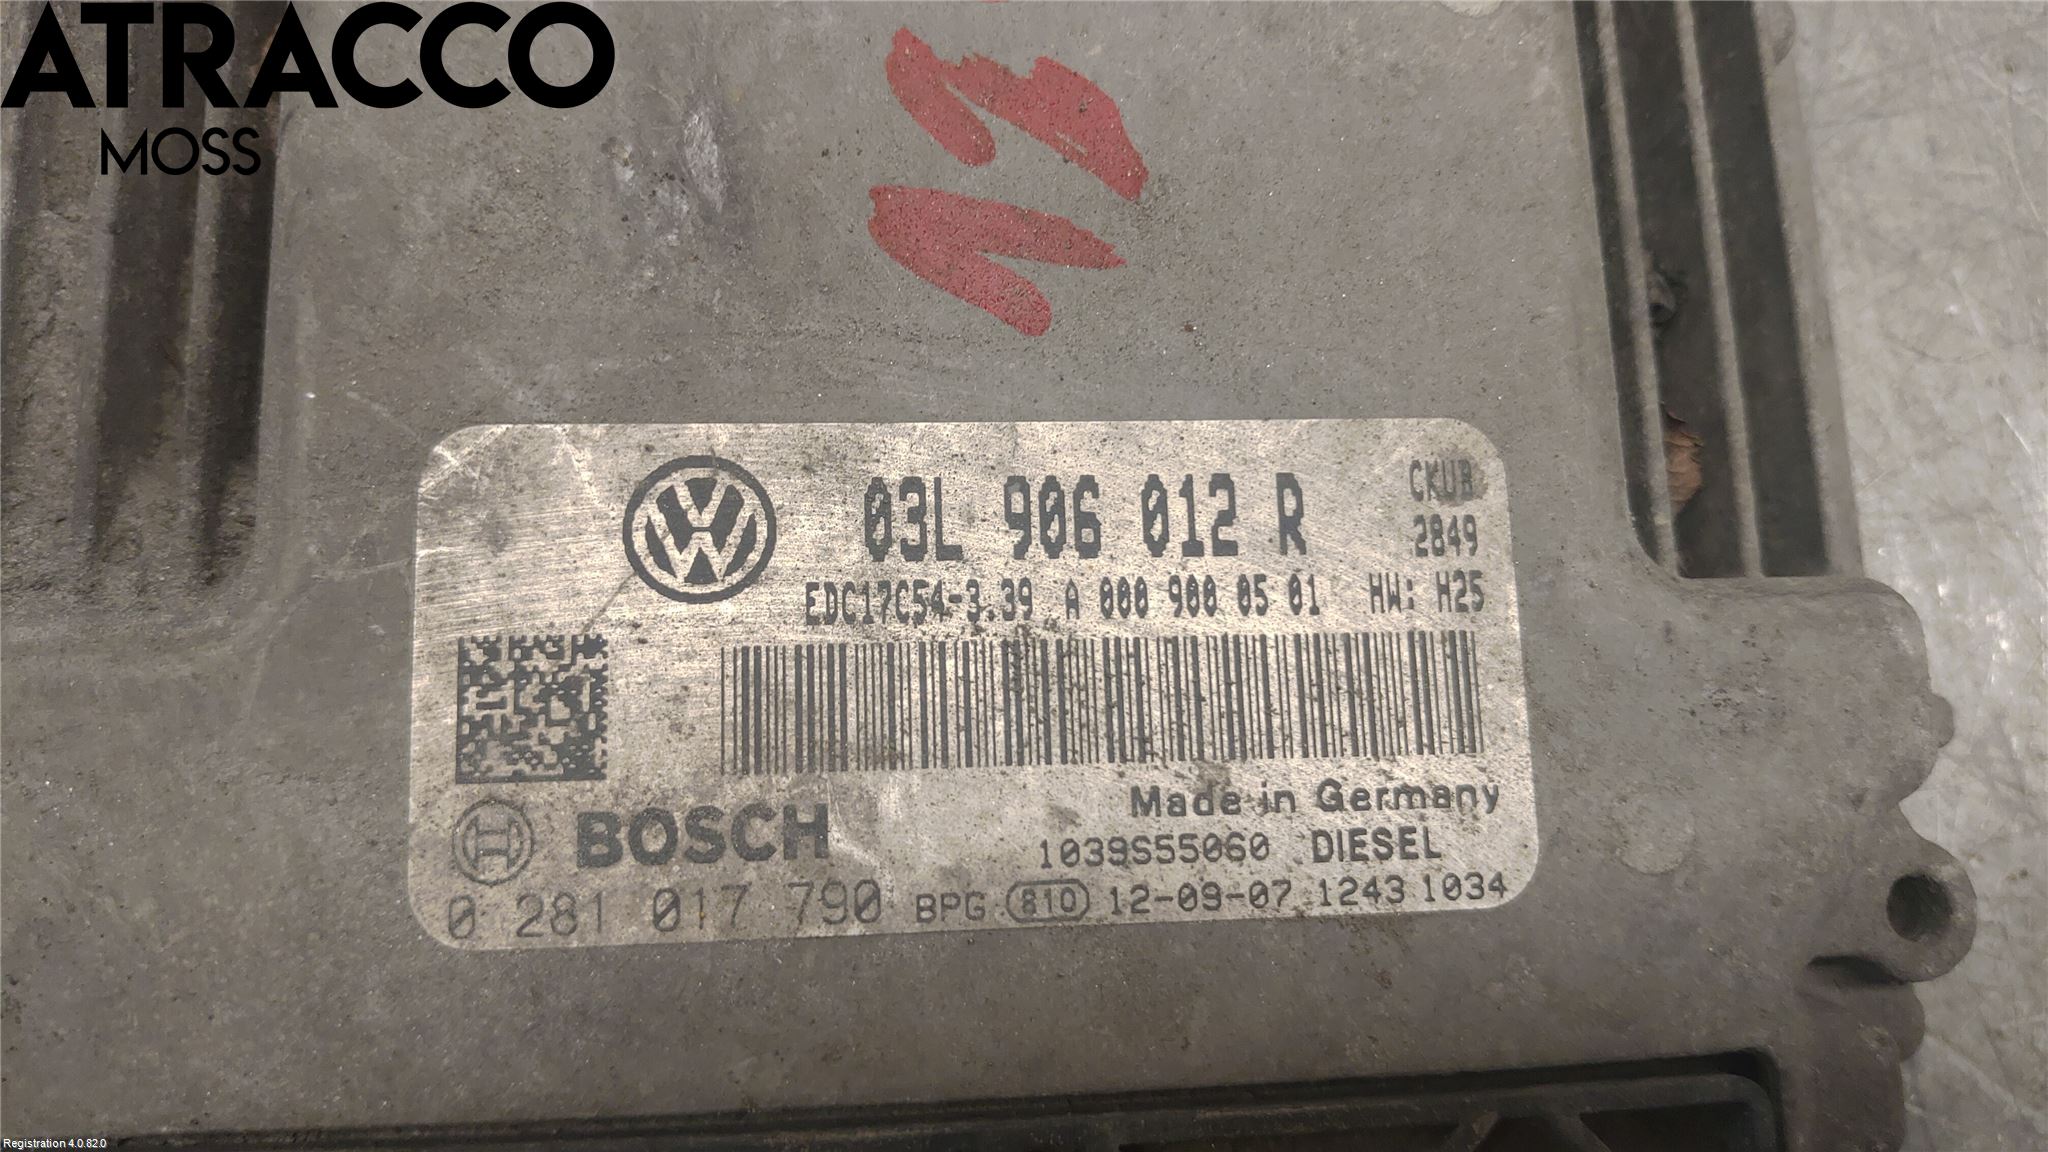 ATRACCO
MOSS
VW 03L 906 012 R CKUB
2849
EDC17C54-3.39 A 000 900 05 01 HW: H25
Made in Germany
BOSCH 1039S55060 DIESEL
0 281 017 790 BPG 810 12-09-07 1243 1034
Registration 4.0.82.0